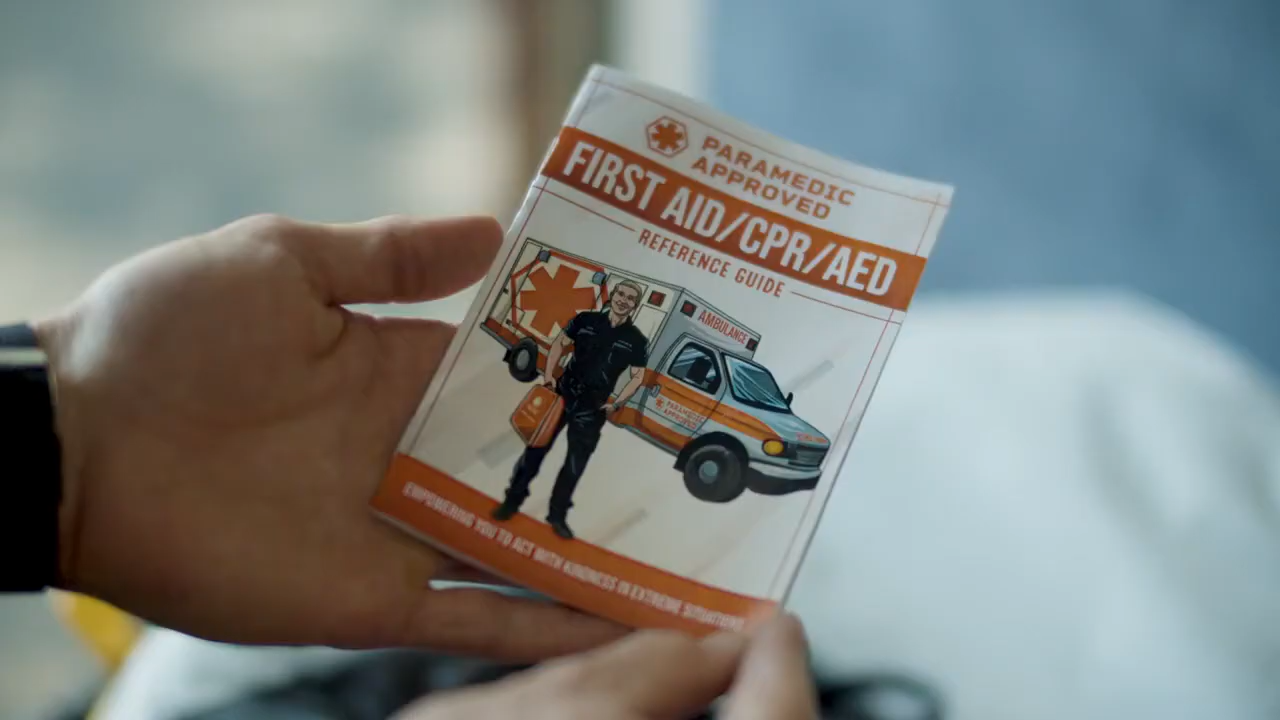 PARAMEDIC
APPROVED
FIRST AID/CPR/AED
REFERENCE GUIDE
AMBULANCE
PARAMEDIC
APPROVED
EMPOWERING YOU TO ACT WITH KINDNESS IN EXTREME SITUATIONS